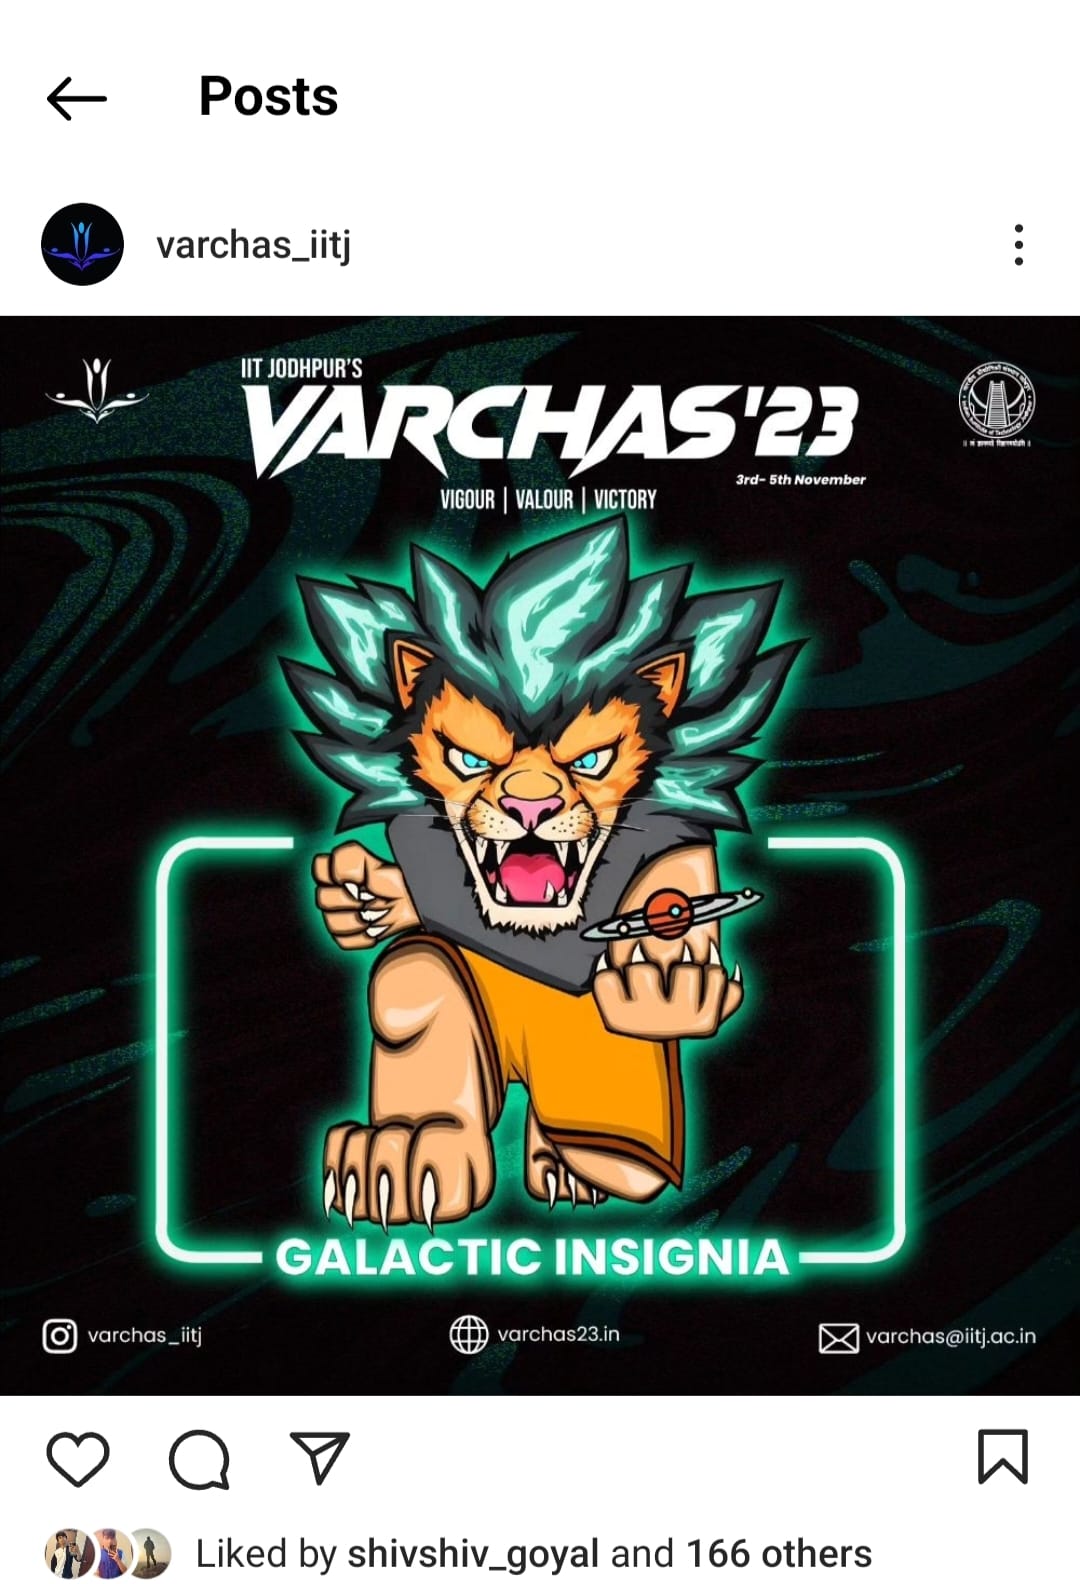 Posts
varchas_iitj
IIT JODHPUR'S
VARCHAS'23
3rd- 5th November
VIGOUR | VALOUR | VICTORY
GALACTIC INSIGNIA
varchas_iitj
varchas23.in
varchas@iitj.ac.in
Liked by shivshiv_goyal and 166 others